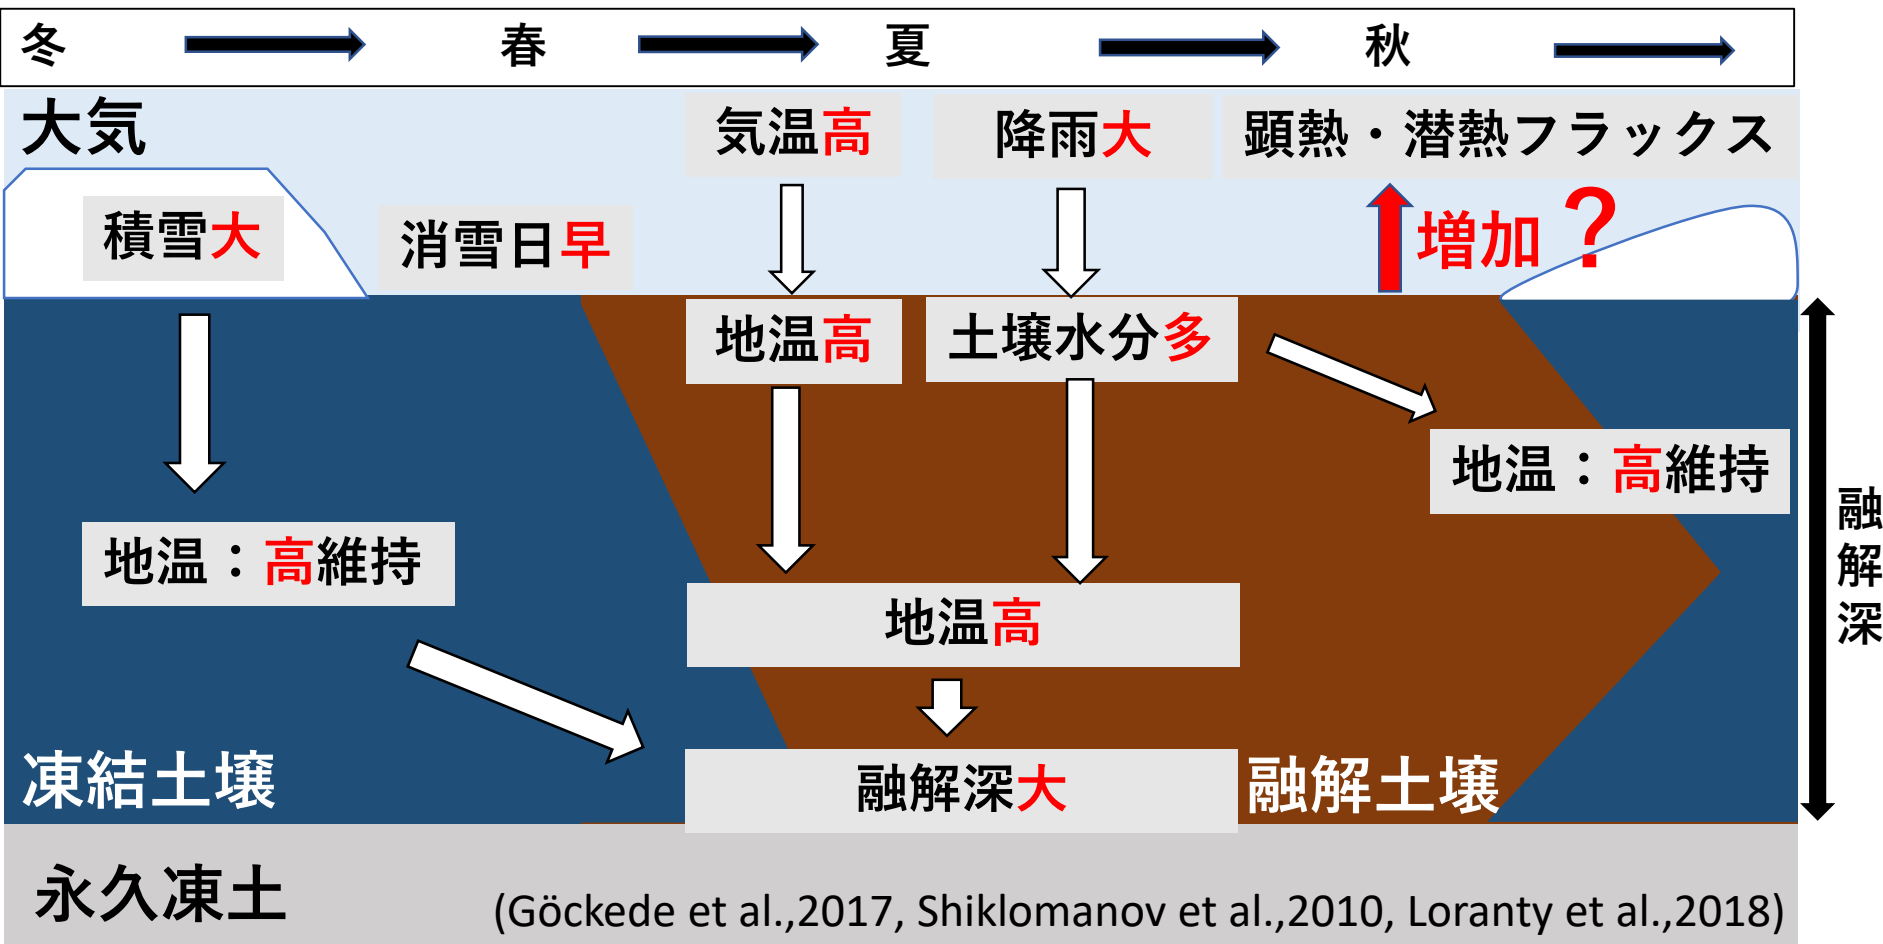 冬 春 夏 秋
大気
気温高
降雨大
顕熱・潜熱フラックス
積雪大
消雪日早
増加？
地温高
土壌水分多
地温：高維持
地温：高維持
地温高
融解深大
凍結土壌
融解土壌
融解深
永久凍土
(Göckede et al.,2017, Shiklomanov et al.,2010, Loranty et al.,2018)